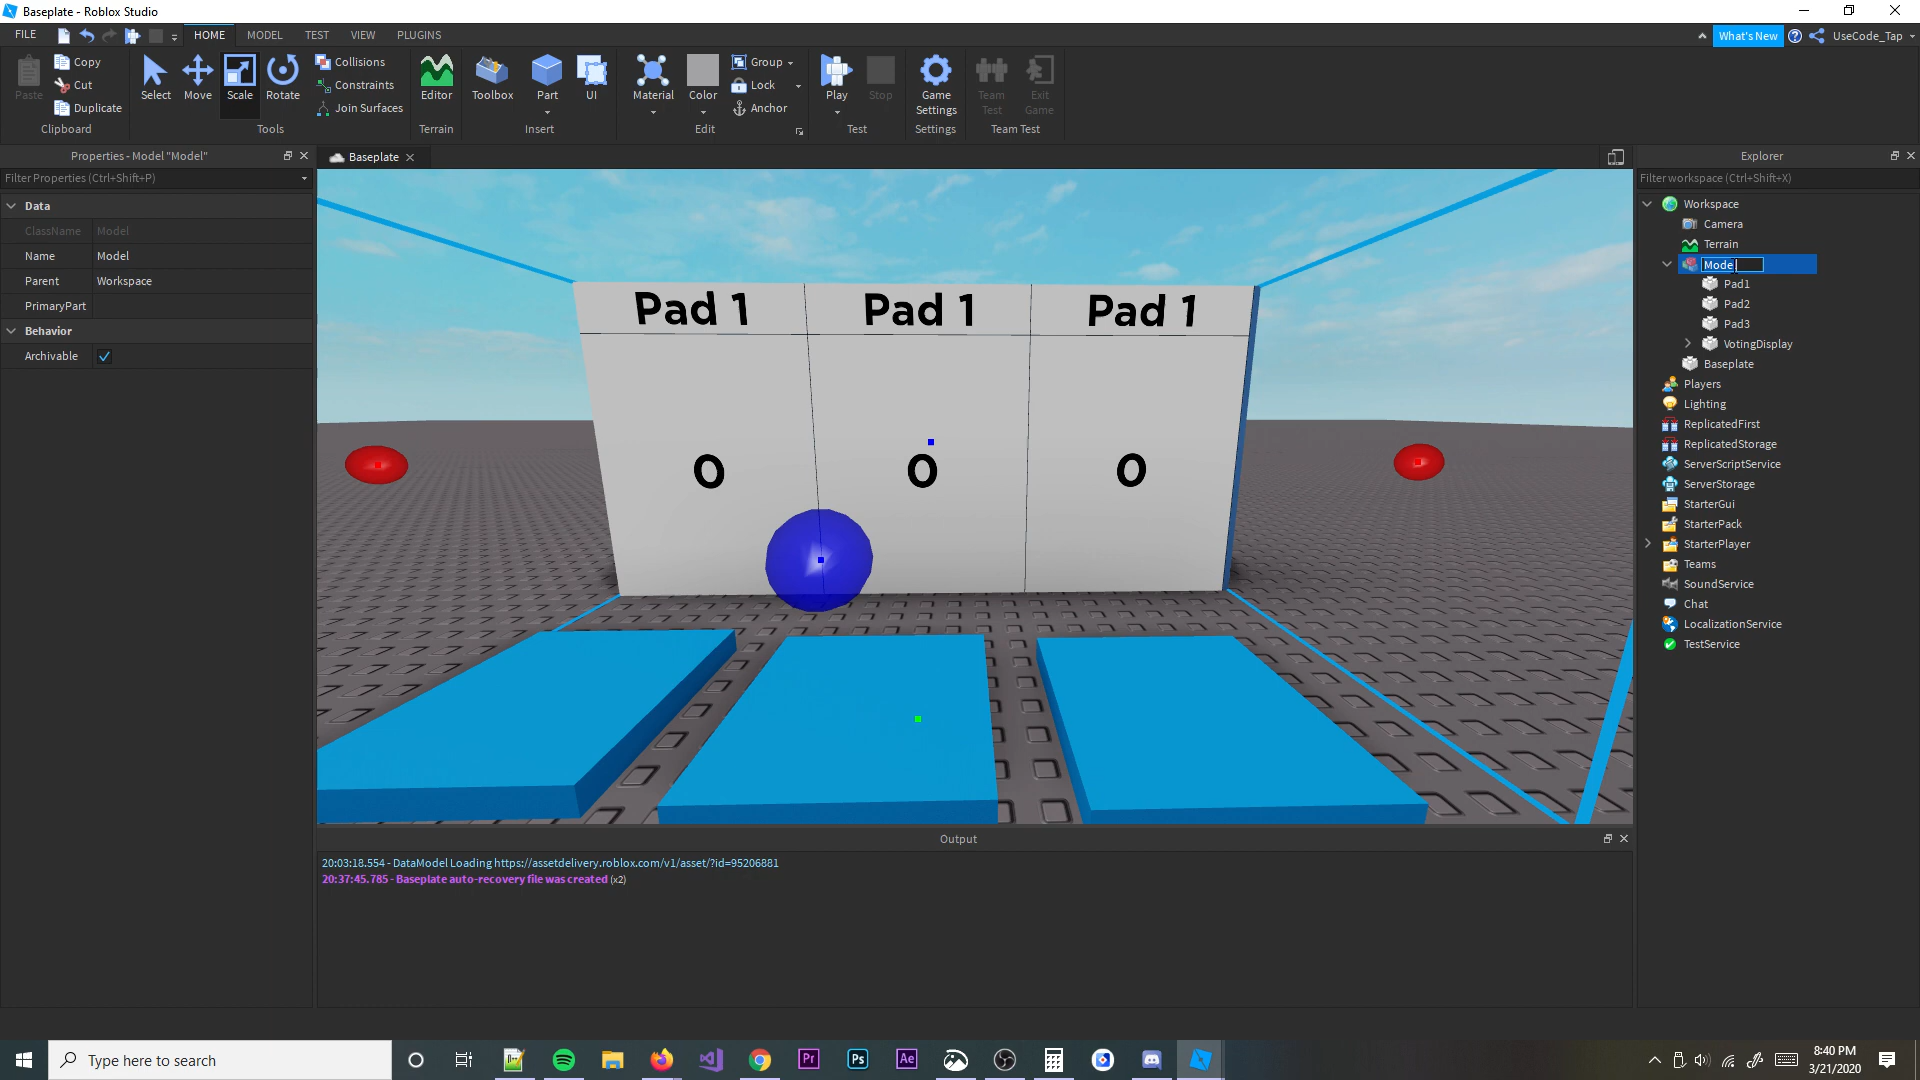 Baseplate - Roblox Studio
FILE HOME MODEL TEST VIEW PLUGINS What's New UseCode_Tap
Paste Copy Cut Duplicate
Select Move Scale Rotate
Collisions
Constraints
Join Surfaces
Editor Toolbox Part UI Material Color
Group
Lock
Anchor
Play Stop Game Settings Team Test Exit Game
Clipboard Tools Terrain Insert Edit Test Settings Team Test
Properties - Model "Model"
Filter Properties (Ctrl+Shift+P)
Data
ClassName Model
Name Model
Parent Workspace
PrimaryPart
Behavior
Archivable
Baseplate
Pad 1 Pad 1 Pad 1
0 0 0
Output
20:03:18.554 - DataModel Loading https://assetdelivery.roblox.com/v1/asset/?id=95206881
20:37:45.785 - Baseplate auto-recovery file was created (x2)
Explorer
Filter workspace (Ctrl+Shift+X)
Workspace
Camera
Terrain
Mode
Pad1
Pad2
Pad3
VotingDisplay
Baseplate
Players
Lighting
ReplicatedFirst
ReplicatedStorage
ServerScriptService
ServerStorage
StarterGui
StarterPack
StarterPlayer
Teams
SoundService
Chat
LocalizationService
TestService
Type here to search
Pr Ps Ae
8:40 PM
3/21/2020